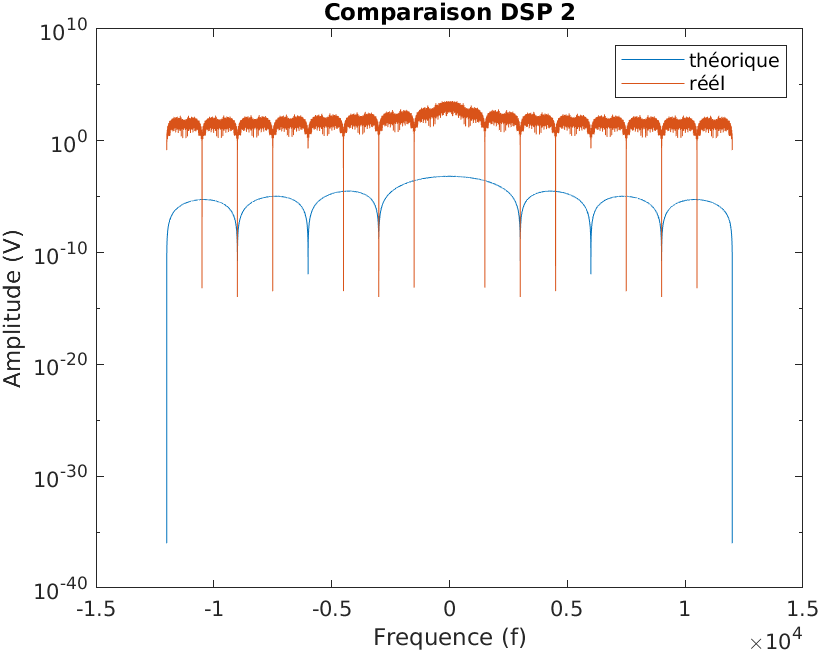 Comparaison DSP 2
théorique
réél
Amplitude (V)
10^10
10^0
10^-10
10^-20
10^-30
10^-40
-1.5
-1
-0.5
0
0.5
1
1.5
×10^4
Frequence (f)